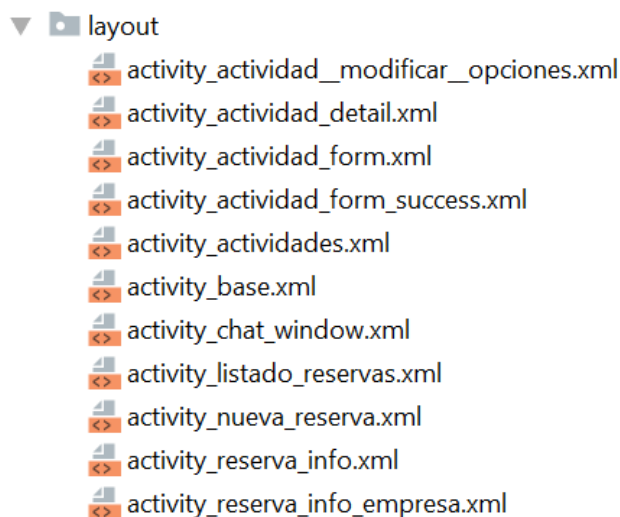 layout
activity_actividad__modificar__opciones.xml
activity_actividad_detail.xml
activity_actividad_form.xml
activity_actividad_form_success.xml
activity_actividades.xml
activity_base.xml
activity_chat_window.xml
activity_listado_reservas.xml
activity_nueva_reserva.xml
activity_reserva_info.xml
activity_reserva_info_empresa.xml